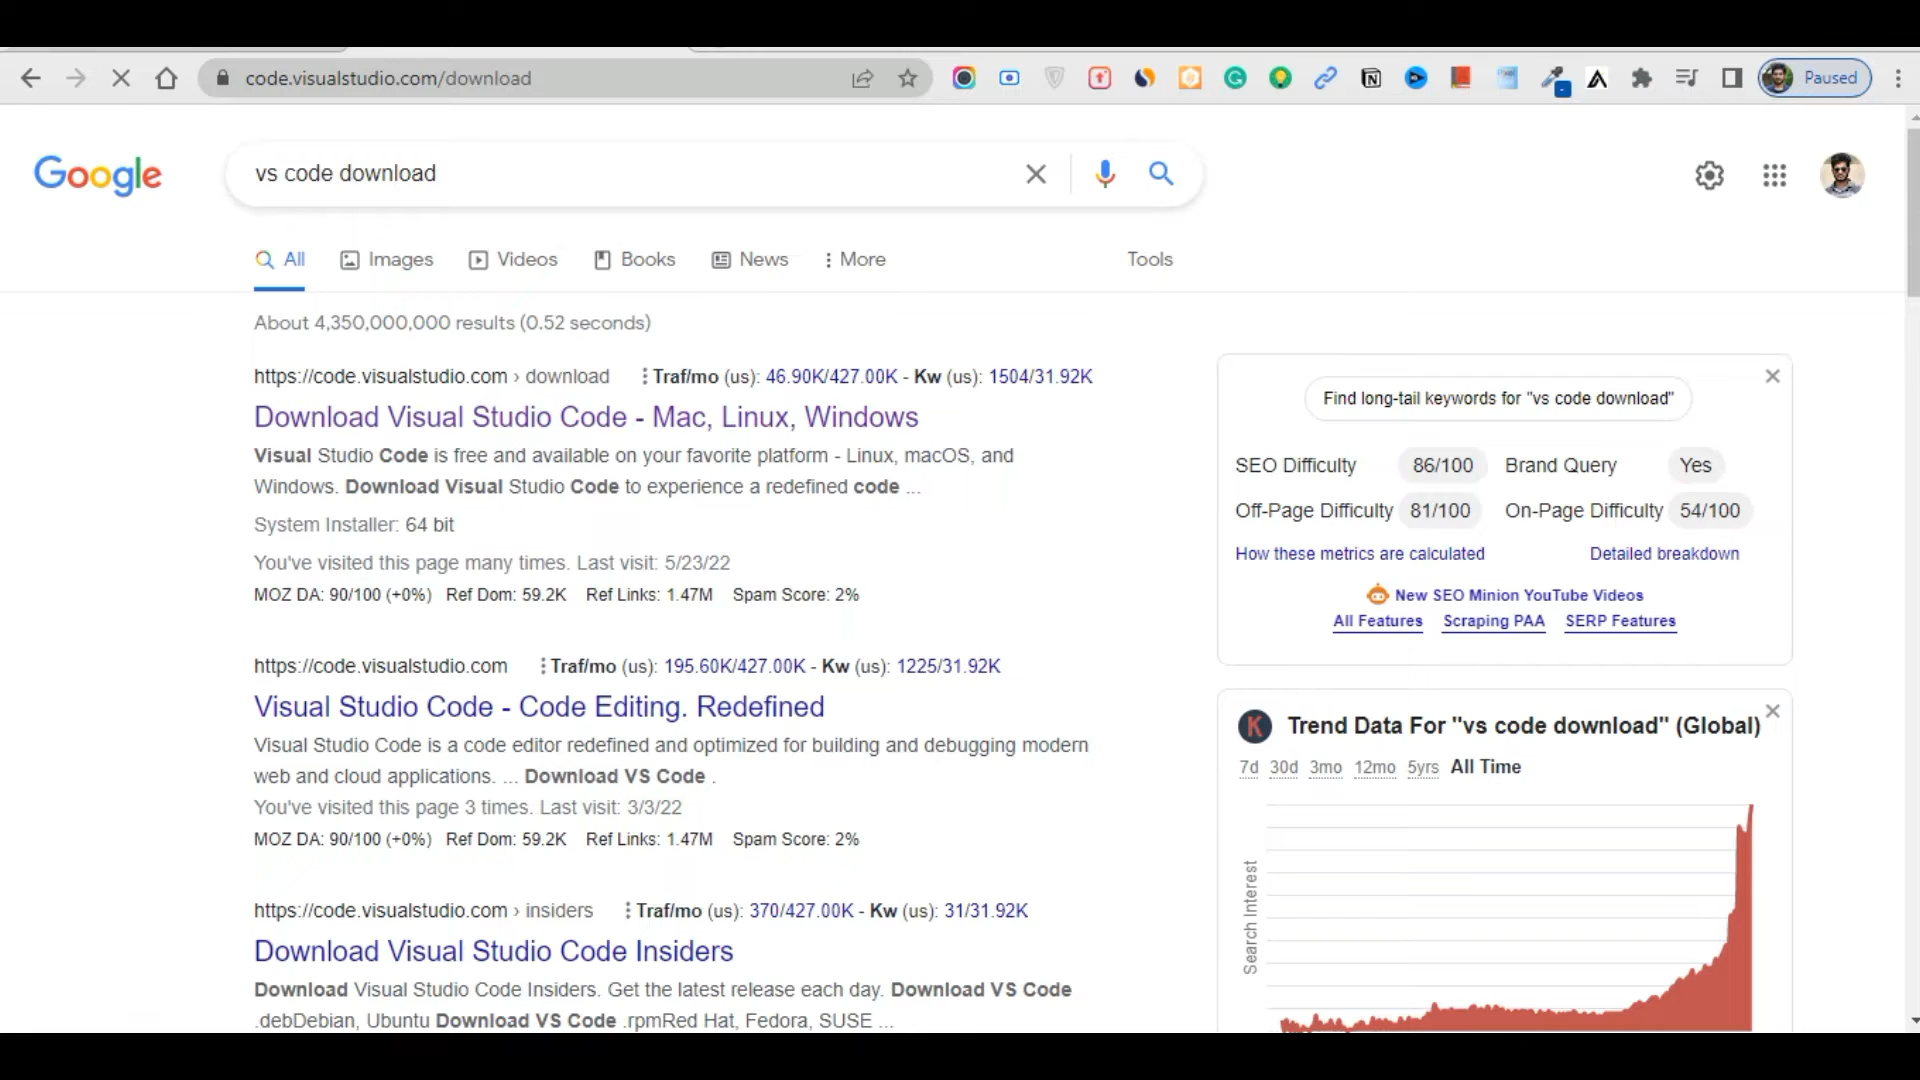 code.visualstudio.com/download
Paused
Google
vs code download
All Images Videos Books News More Tools
About 4,350,000,000 results (0.52 seconds)
https://code.visualstudio.com › download Traf/mo (us): 46.90K/427.00K - Kw (us): 1504/31.92K
Download Visual Studio Code - Mac, Linux, Windows
Visual Studio Code is free and available on your favorite platform - Linux, macOS, and
Windows. Download Visual Studio Code to experience a redefined code ...
System Installer: 64 bit
You've visited this page many times. Last visit: 5/23/22
MOZ DA: 90/100 (+0%) Ref Dom: 59.2K Ref Links: 1.47M Spam Score: 2%
https://code.visualstudio.com Traf/mo (us): 195.60K/427.00K - Kw (us): 1225/31.92K
Visual Studio Code - Code Editing. Redefined
Visual Studio Code is a code editor redefined and optimized for building and debugging modern
web and cloud applications. ... Download VS Code .
You've visited this page 3 times. Last visit: 3/3/22
MOZ DA: 90/100 (+0%) Ref Dom: 59.2K Ref Links: 1.47M Spam Score: 2%
https://code.visualstudio.com › insiders Traf/mo (us): 370/427.00K - Kw (us): 31/31.92K
Download Visual Studio Code Insiders
Download Visual Studio Code Insiders. Get the latest release each day. Download VS Code
.debDebian, Ubuntu Download VS Code .rpmRed Hat, Fedora, SUSE ...
Find long-tail keywords for "vs code download"
SEO Difficulty 86/100 Brand Query Yes
Off-Page Difficulty 81/100 On-Page Difficulty 54/100
How these metrics are calculated Detailed breakdown
New SEO Minion YouTube Videos
All Features Scraping PAA SERP Features
K Trend Data For "vs code download" (Global)
7d 30d 3mo 12mo 5yrs All Time
Search Interest